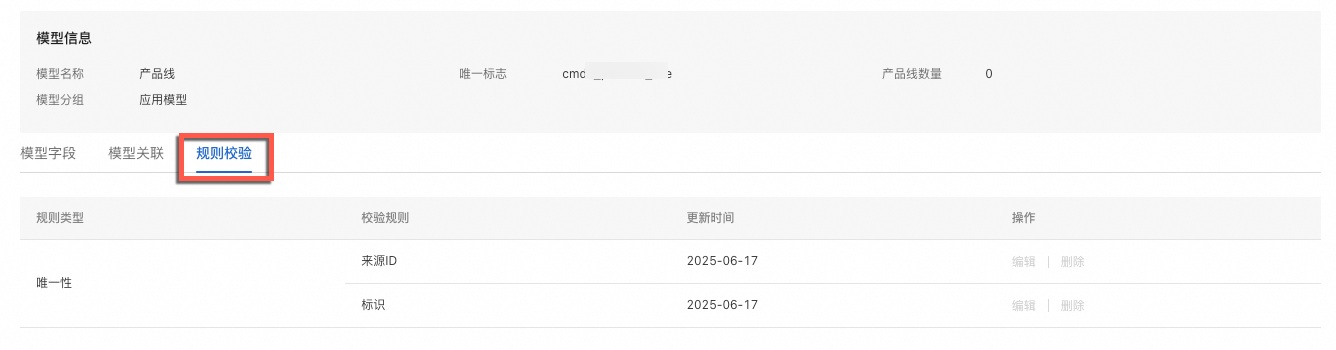 模型信息
模型名称 产品线 唯一标志 产品线数量 0
模型分组 应用模型
模型字段 模型关联 规则校验
规则类型 校验规则 更新时间 操作
唯一性
来源ID 2025-06-17 编辑 | 删除
标识 2025-06-17 编辑 | 删除